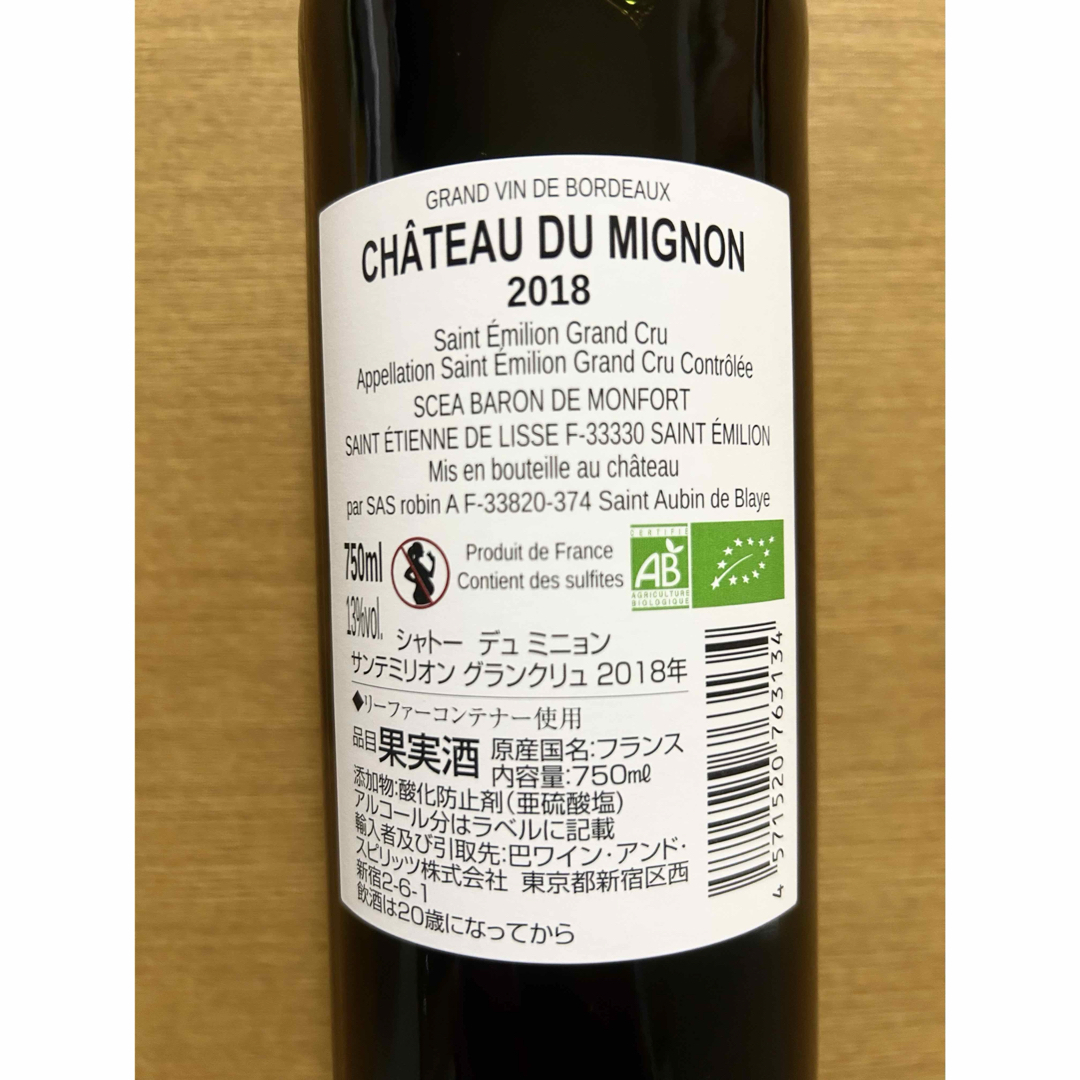 GRAND VIN DE BORDEAUX
CHÂTEAU DU MIGNON
2018
Saint Émilion Grand Cru
Appellation Saint Émilion Grand Cru Contrôlée
SCEA BARON DE MONFORT
SAINT ÉTIENNE DE LISSE F-33330 SAINT ÉMILION
Mis en bouteille au château
par SAS robin A F-33820-374 Saint Aubin de Blaye
750ml
13%vol.
Produit de France
Contient des sulfites
CERTIFIÉ
AB
AGRICULTURE
BIOLOGIQUE
シャトー デュ ミニョン
サンテミリオン グランクリュ 2018年
◆リーファーコンテナー使用
品目果実酒 原産国名:フランス
内容量:750mℓ
添加物:酸化防止剤(亜硫酸塩)
アルコール分はラベルに記載
輸入者及び引取先:巴ワイン・アンド・
スピリッツ株式会社 東京都新宿区西
新宿2-6-1
飲酒は20歳になってから
4 571520 763134